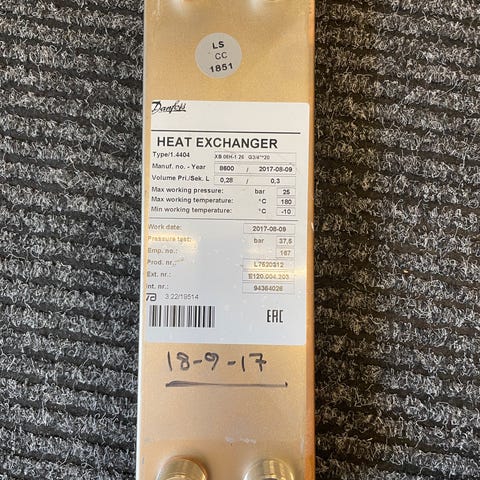 LS
CC
1851
Danfoss
HEAT EXCHANGER
Type/1.4404 XB 06H-1 26 G3/4"*20
Manuf. no. - Year 8600 / 2017-08-09
Volume Pri./Sek. L 0,28 / 0,3
Max working pressure: bar 25
Max working temperature: °C 180
Min working temperature: °C -10
Work date: 2017-08-09
Pressure test: bar 37,5
Emp. no.: 167
Prod. nr.: L7520912
Ext. nr.: E120.004.203
Int. nr.: 94364026
3.22/19514
EAC
18-9-17